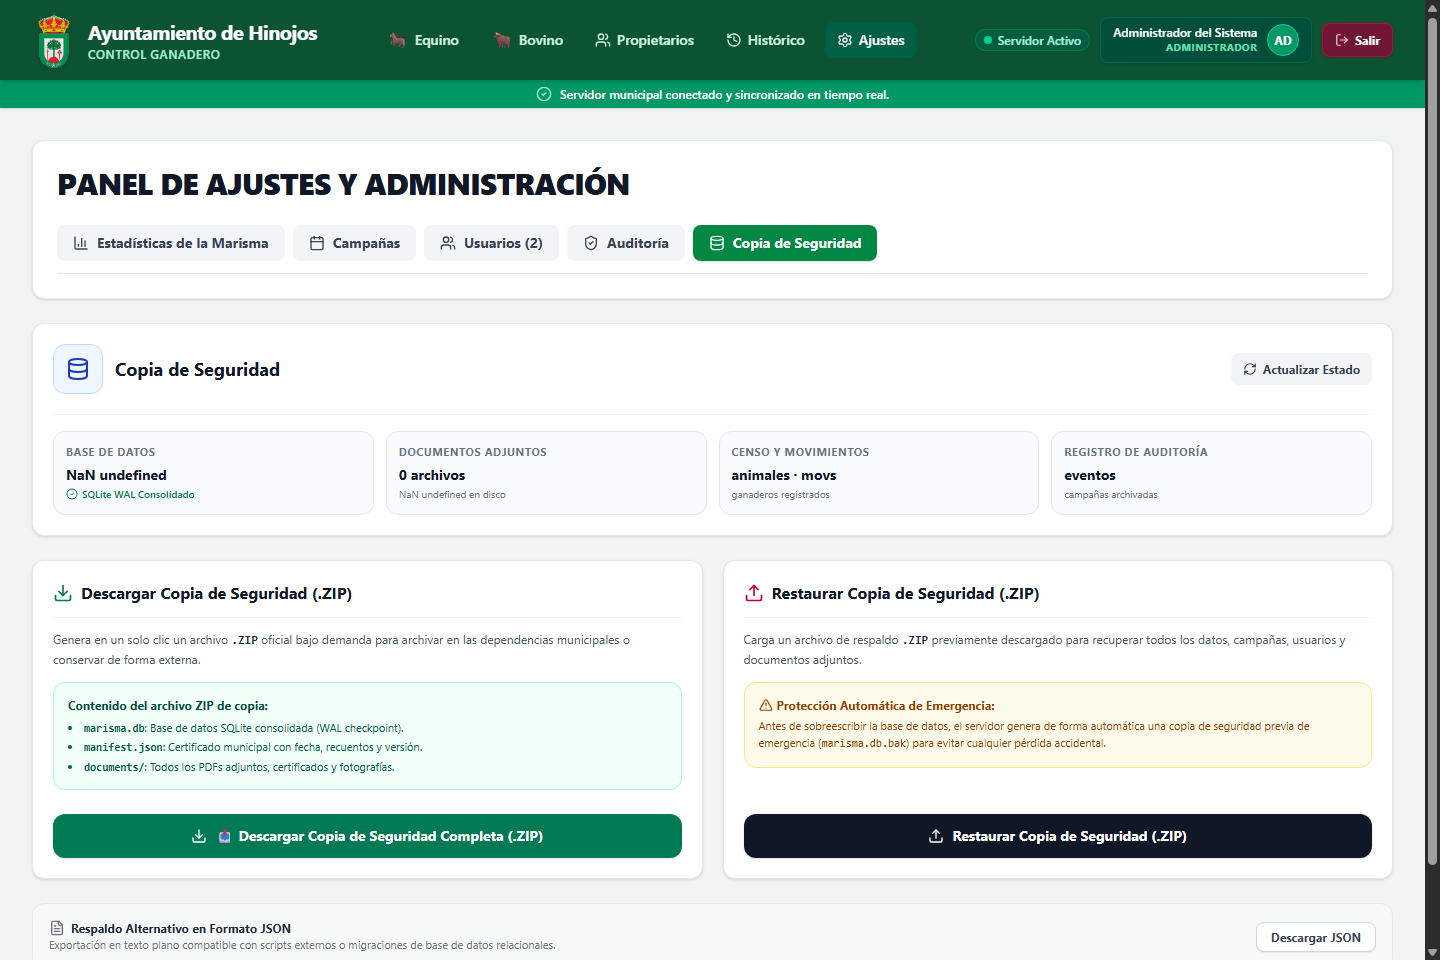 Ayuntamiento de Hinojos
CONTROL GANADERO
Equino
Bovino
Propietarios
Histórico
Ajustes
Servidor Activo
Administrador del Sistema
ADMINISTRADOR
AD
Salir
Servidor municipal conectado y sincronizado en tiempo real.
PANEL DE AJUSTES Y ADMINISTRACIÓN
Estadísticas de la Marisma
Campañas
Usuarios (2)
Auditoría
Copia de Seguridad
Copia de Seguridad
Actualizar Estado
BASE DE DATOS
NaN undefined
SQLite WAL Consolidado
DOCUMENTOS ADJUNTOS
0 archivos
NaN undefined en disco
CENSO Y MOVIMIENTOS
animales · movs
ganaderos registrados
REGISTRO DE AUDITORÍA
eventos
campañas archivadas
Descargar Copia de Seguridad (.ZIP)
Genera en un solo clic un archivo .ZIP oficial bajo demanda para archivar en las dependencias municipales o
conservar de forma externa.
Contenido del archivo ZIP de copia:
• marisma.db: Base de datos SQLite consolidada (WAL checkpoint).
• manifest.json: Certificado municipal con fecha, recuentos y versión.
• documents/: Todos los PDFs adjuntos, certificados y fotografías.
Descargar Copia de Seguridad Completa (.ZIP)
Restaurar Copia de Seguridad (.ZIP)
Carga un archivo de respaldo .ZIP previamente descargado para recuperar todos los datos, campañas, usuarios y
documentos adjuntos.
Protección Automática de Emergencia:
Antes de sobreescribir la base de datos, el servidor genera de forma automática una copia de seguridad previa de
emergencia (marisma.db.bak) para evitar cualquier pérdida accidental.
Restaurar Copia de Seguridad (.ZIP)
Respaldo Alternativo en Formato JSON
Exportación en texto plano compatible con scripts externos o migraciones de base de datos relacionales.
Descargar JSON